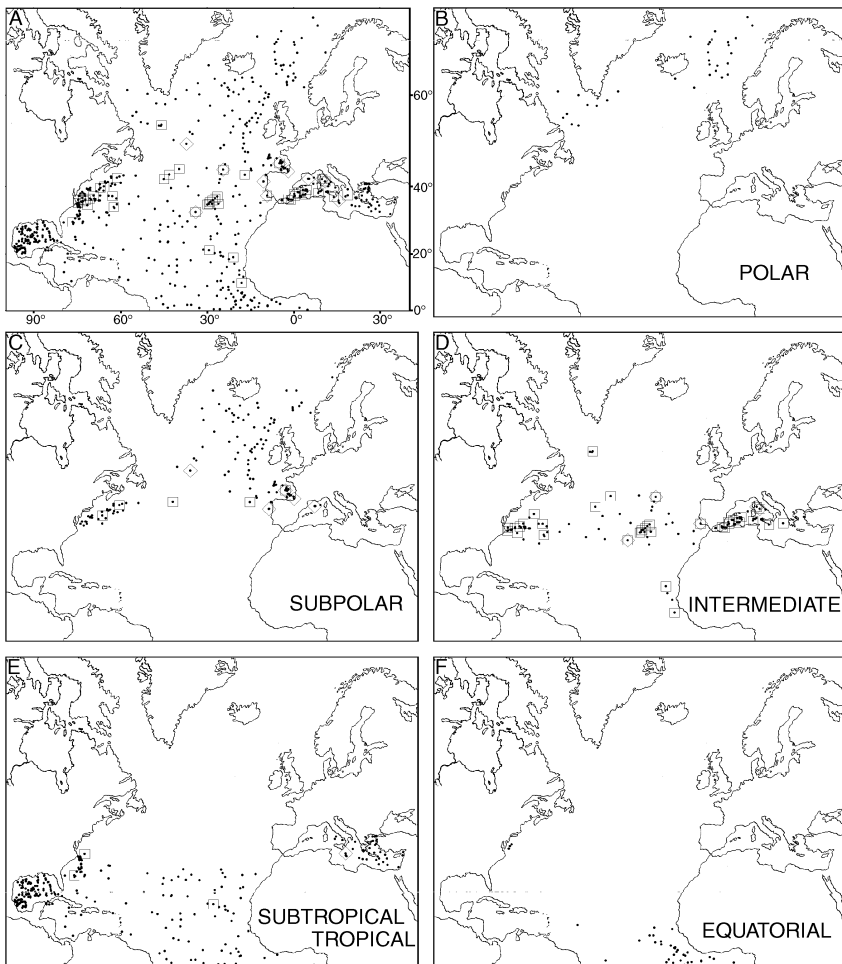 A
B
60°
40°
20°
POLAR
0°
90°
60°
30°
0°
30°
C
D
SUBPOLAR
INTERMEDIATE
E
F
SUBTROPICAL
TROPICAL
EQUATORIAL